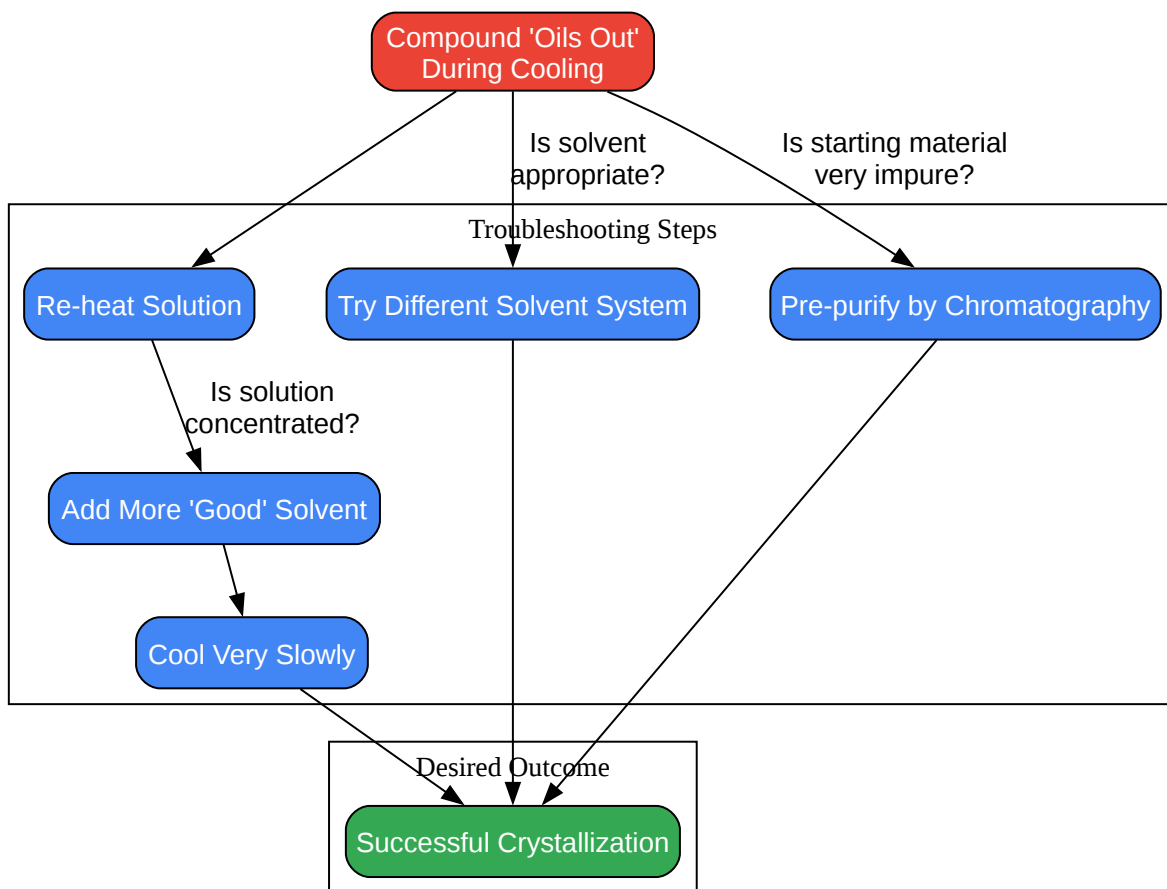 Compound 'Oils Out'
During Cooling
Is solvent
appropriate?
Is starting material
very impure?
Troubleshooting Steps
Re-heat Solution
Try Different Solvent System
Pre-purify by Chromatography
Is solution
concentrated?
Add More 'Good' Solvent
Cool Very Slowly
Desired Outcome
Successful Crystallization